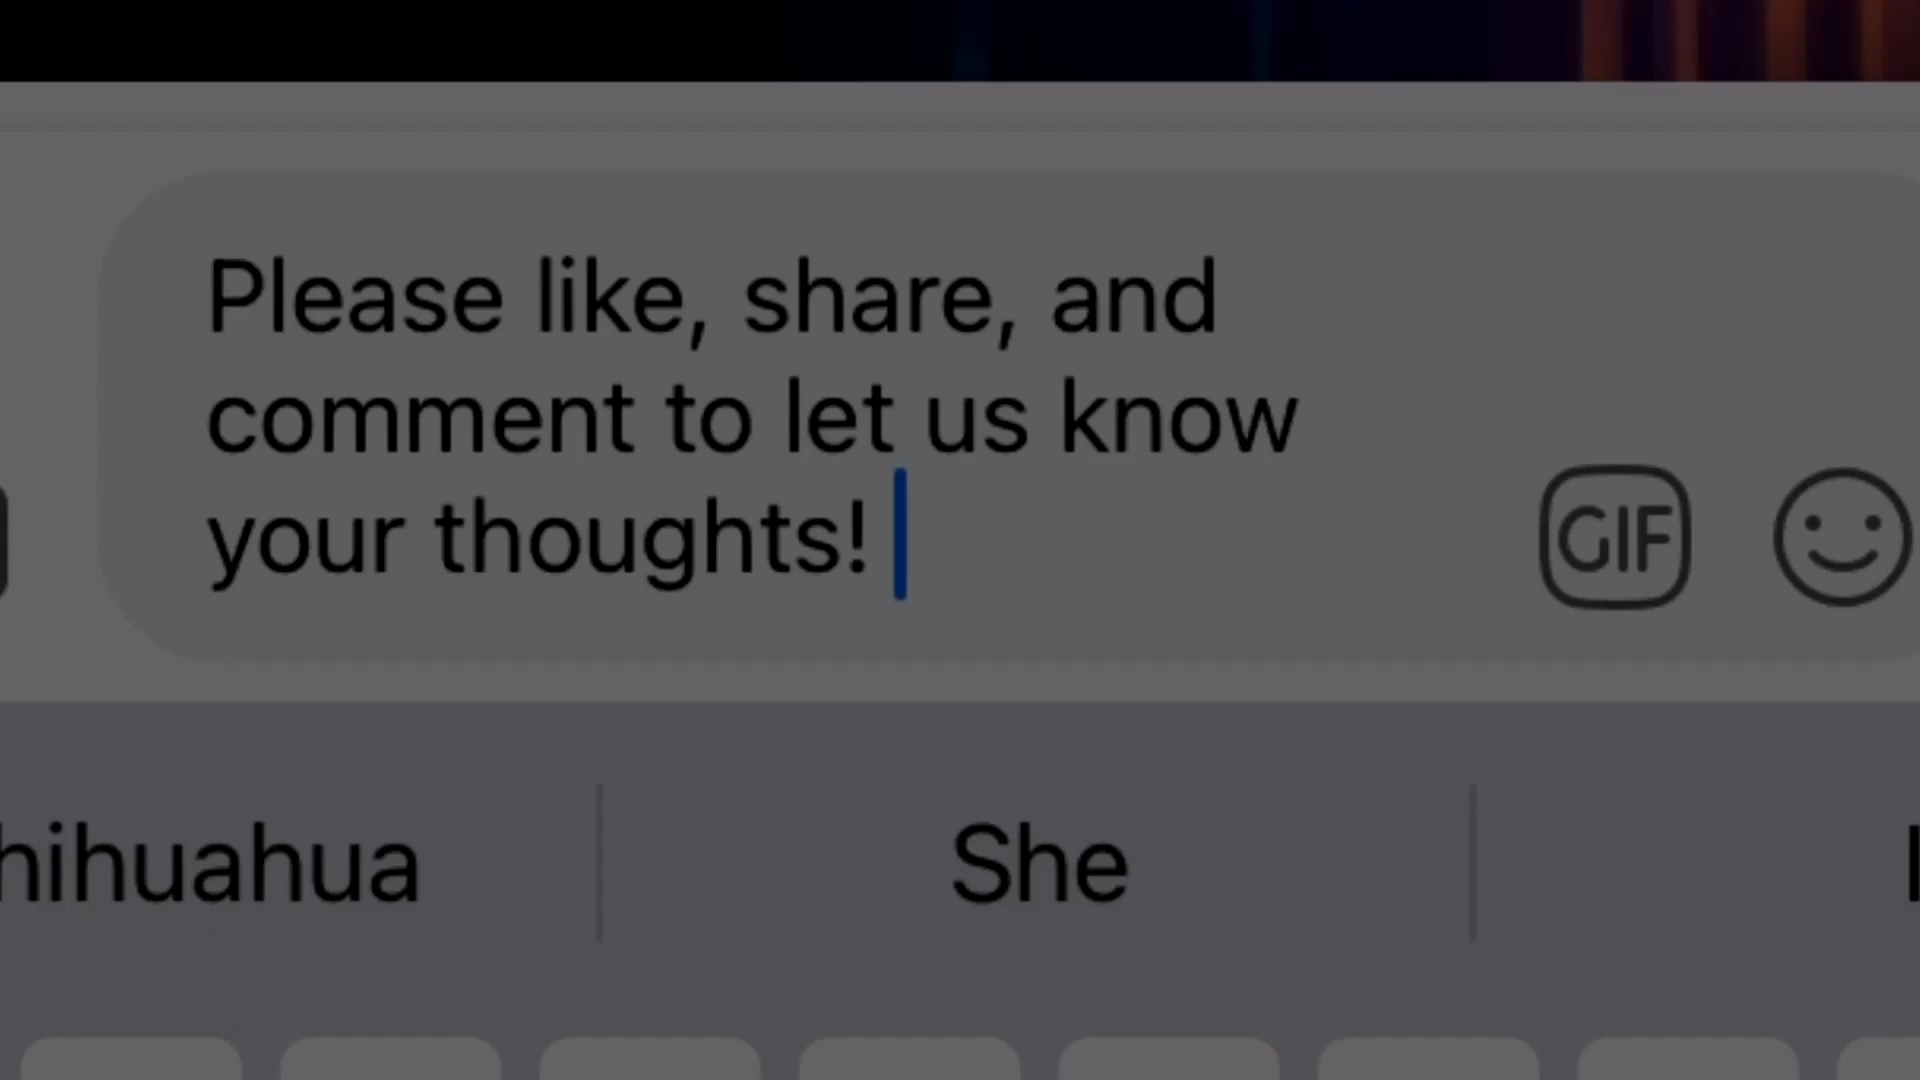 Please like, share, and
comment to let us know
your thoughts!
GIF
hihuahua
She